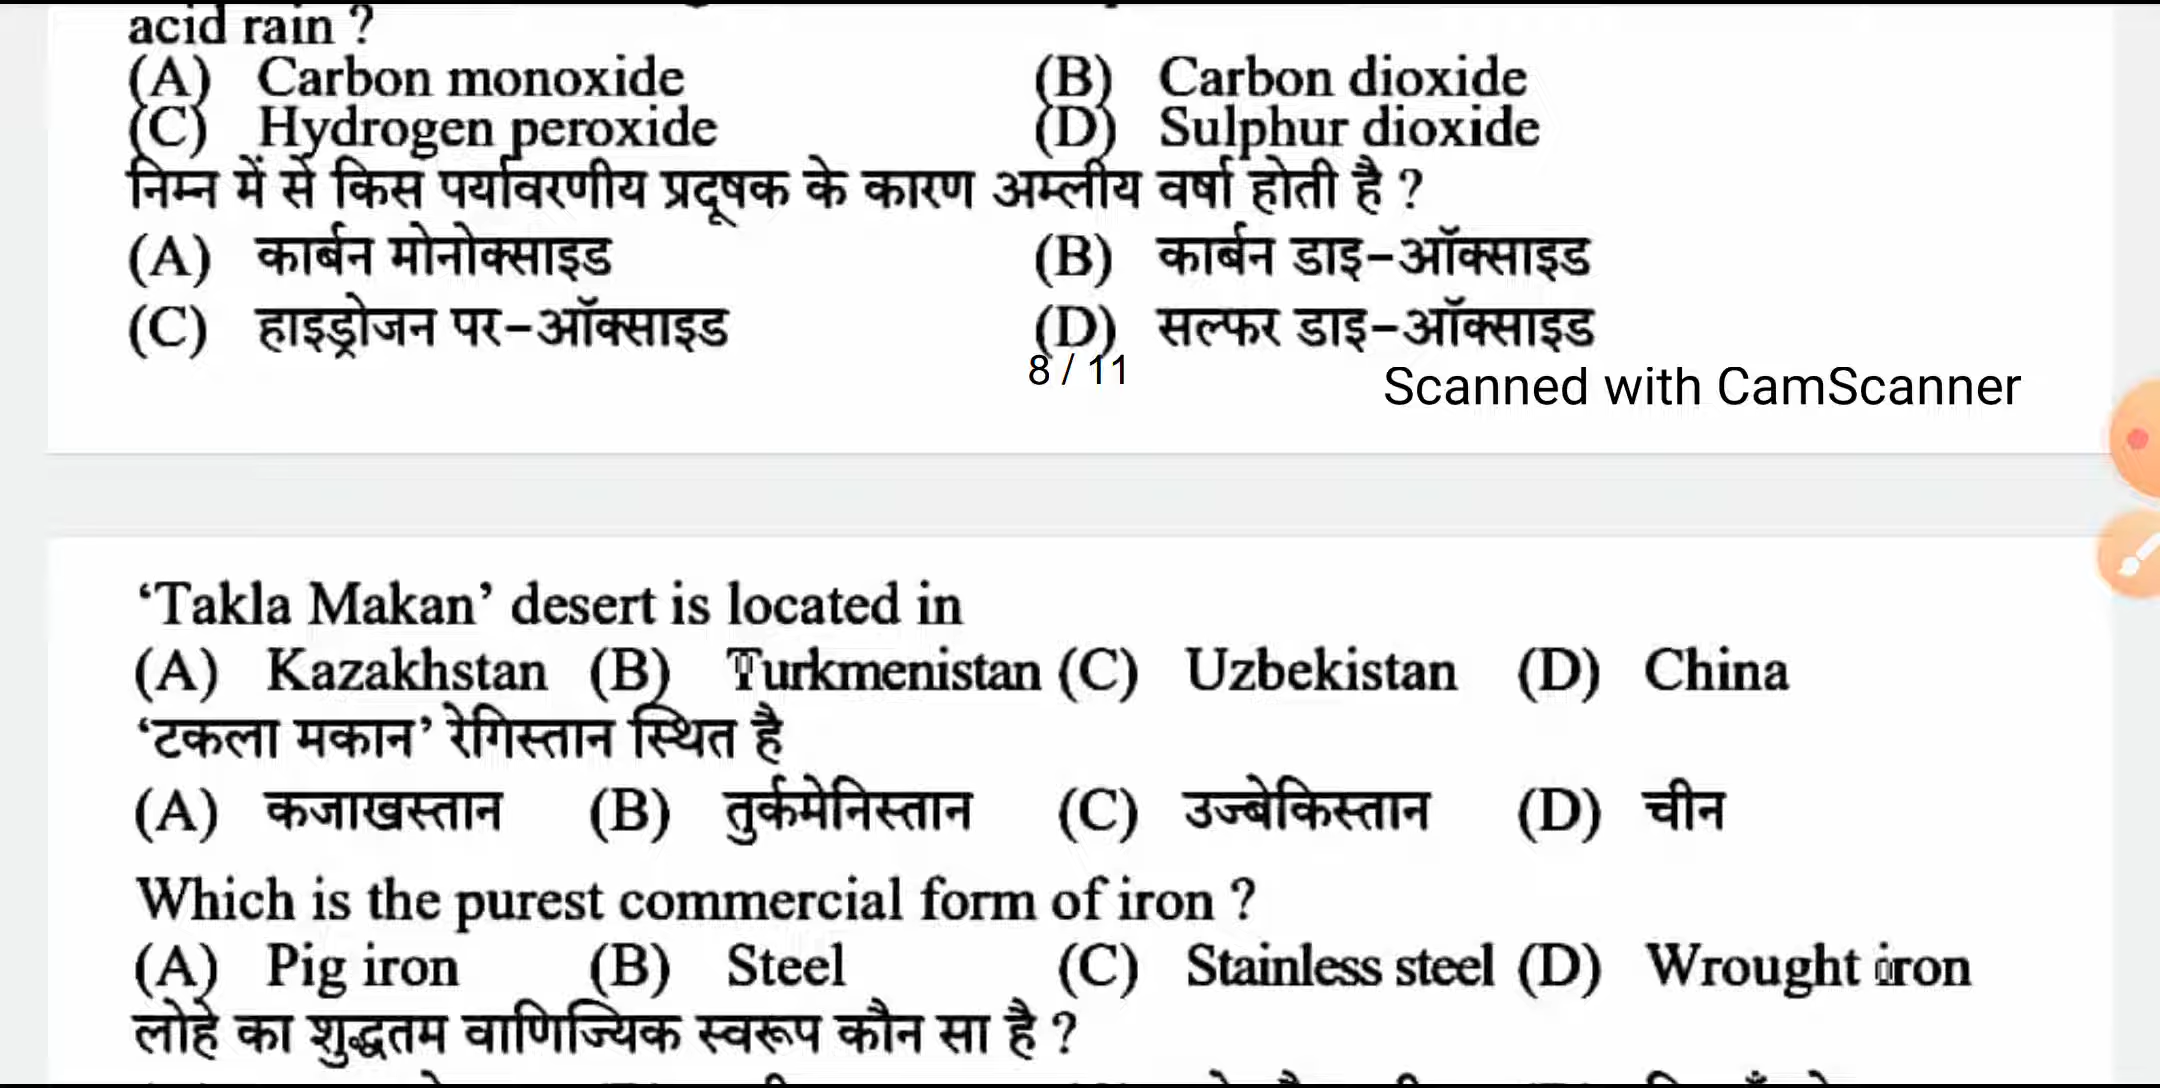 acid rain ?
(A) Carbon monoxide (B) Carbon dioxide
(C) Hydrogen peroxide (D) Sulphur dioxide
निम्न में से किस पर्यावरणीय प्रदूषक के कारण अम्लीय वर्षा होती है ?
(A) कार्बन मोनोक्साइड (B) कार्बन डाइ-ऑक्साइड
(C) हाइड्रोजन पर-ऑक्साइड (D) सल्फर डाइ-ऑक्साइड
8 / 11
Scanned with CamScanner
‘Takla Makan’ desert is located in
(A) Kazakhstan (B) Turkmenistan (C) Uzbekistan (D) China
‘टकला मकान’ रेगिस्तान स्थित है
(A) कजाखस्तान (B) तुर्कमेनिस्तान (C) उज्बेकिस्तान (D) चीन
Which is the purest commercial form of iron ?
(A) Pig iron (B) Steel (C) Stainless steel (D) Wrought iron
लोहे का शुद्धतम वाणिज्यिक स्वरूप कौन सा है ?